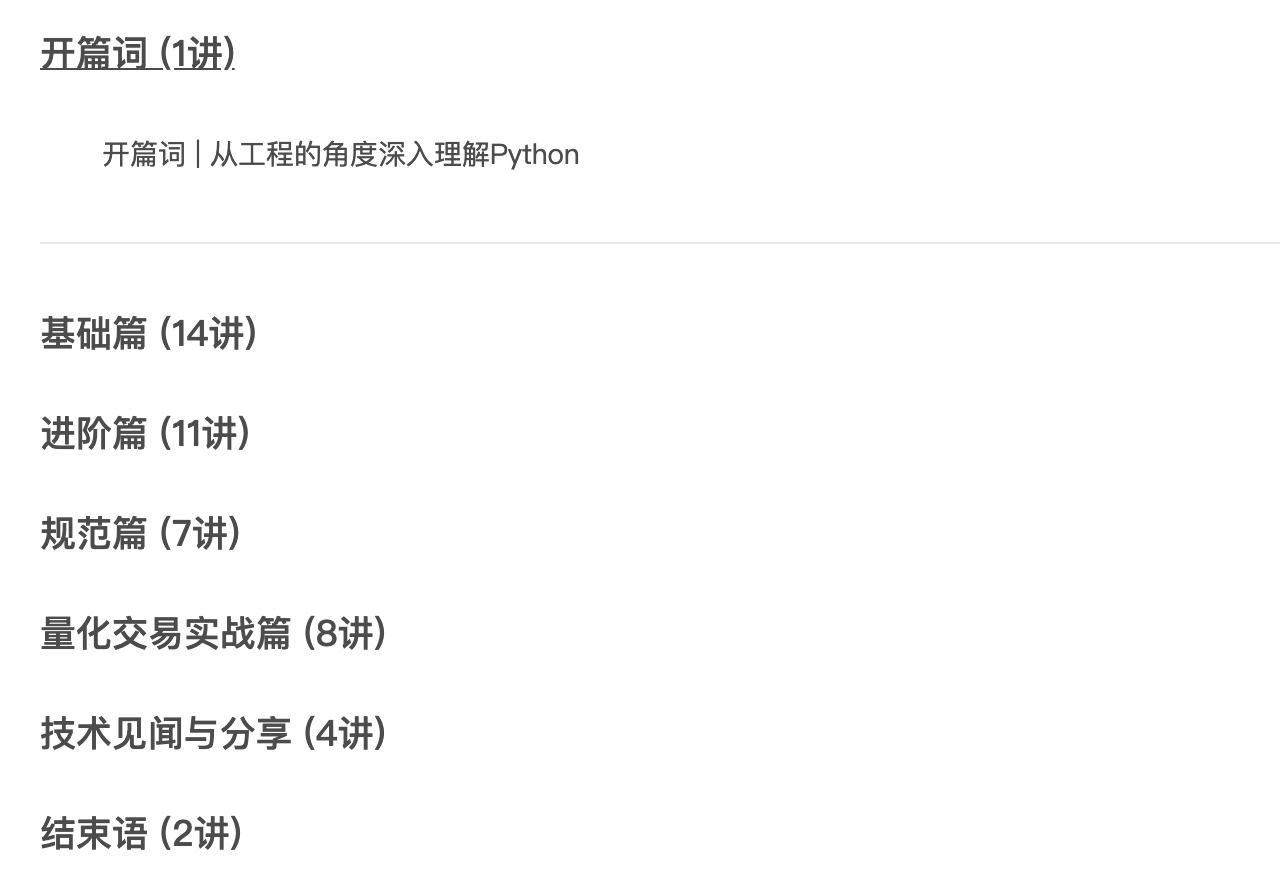 开篇词 (1讲)
开篇词 | 从工程的角度深入理解Python
基础篇 (14讲)
进阶篇 (11讲)
规范篇 (7讲)
量化交易实战篇 (8讲)
技术见闻与分享 (4讲)
结束语 (2讲)